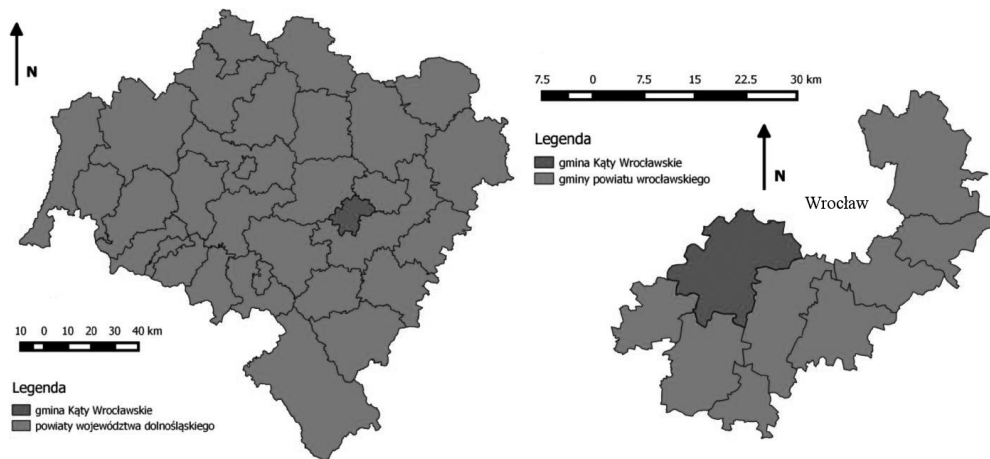 N
10 0 10 20 30 40 km
Legenda
gmina Kąty Wrocławskie
powiaty województwa dolnośląskiego
7.5 0 7.5 15 22.5 30 km
Legenda
gmina Kąty Wrocławskie
gminy powiatu wrocławskiego
N
Wrocław